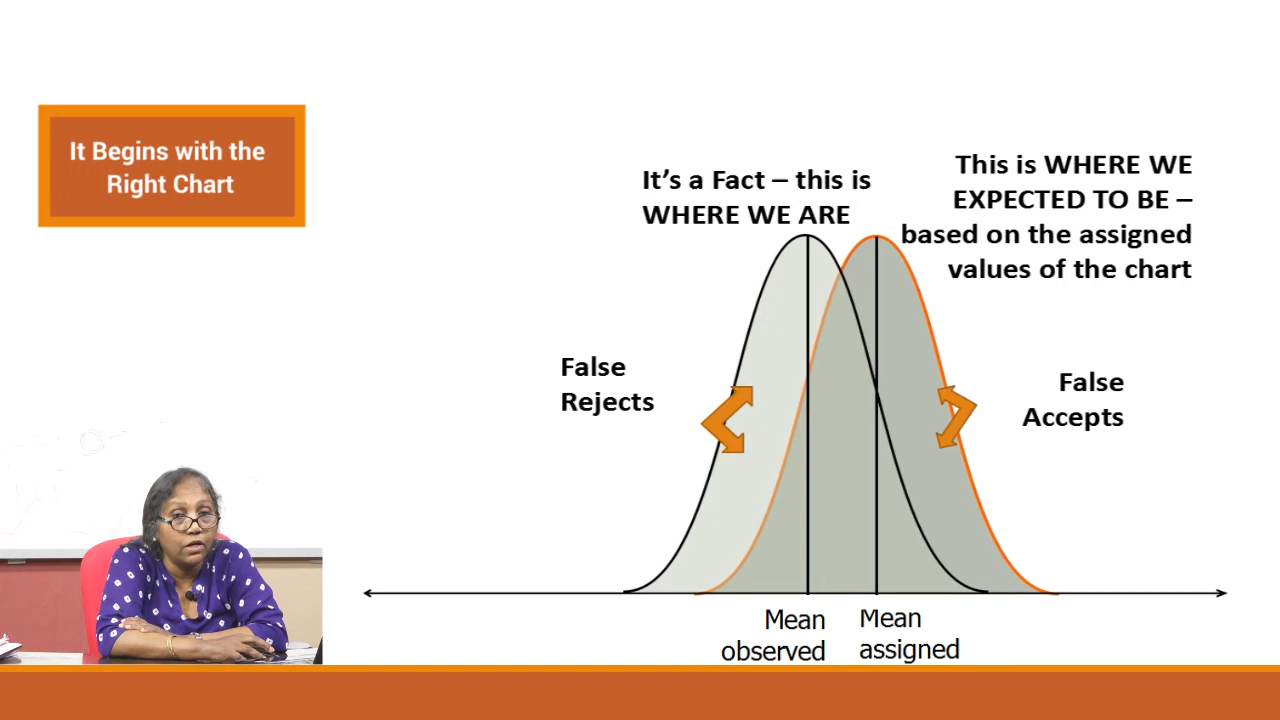 It Begins with the
Right Chart
It's a Fact – this is
WHERE WE ARE
This is WHERE WE
EXPECTED TO BE –
based on the assigned
values of the chart
False
Rejects
False
Accepts
Mean
observed
Mean
assigned